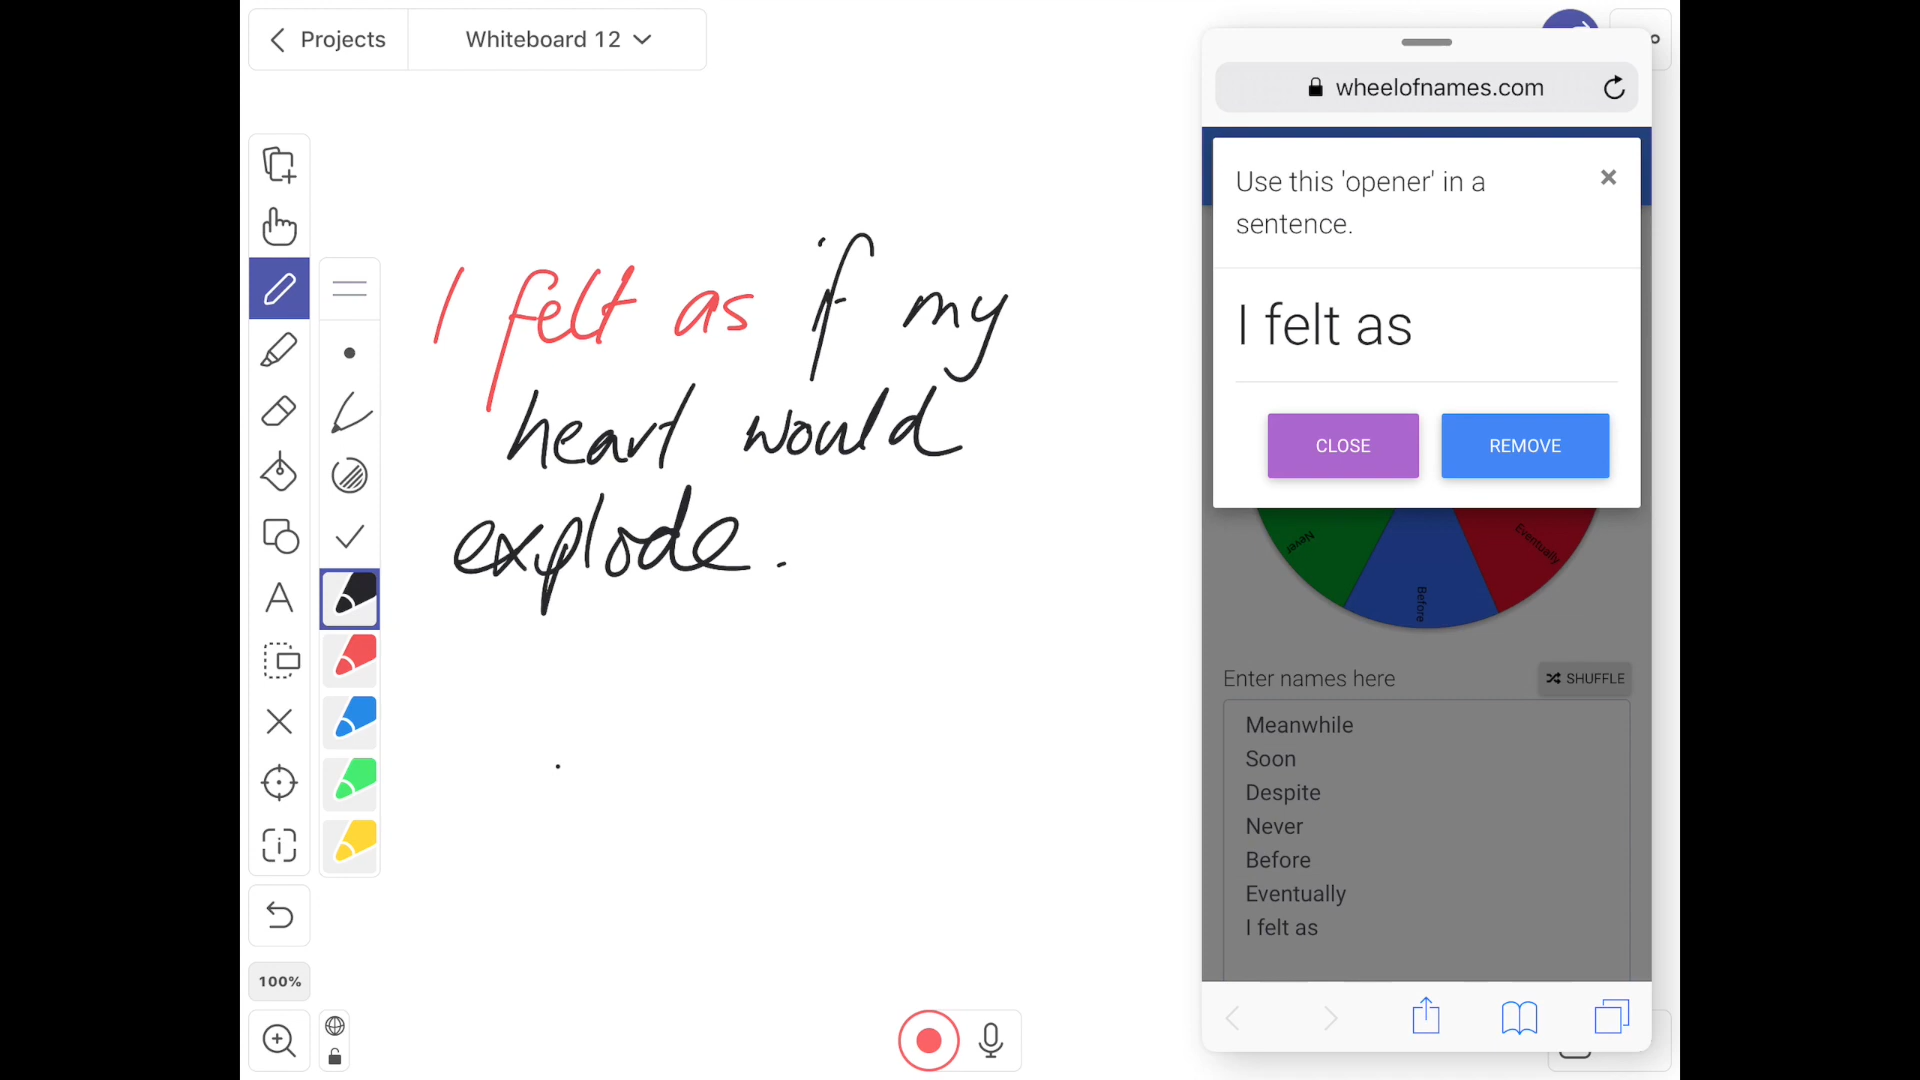 Projects
Whiteboard 12
I felt as if my
heart would
explode.
100%
wheelofnames.com
Use this 'opener' in a
sentence.
×
I felt as
CLOSE
REMOVE
Never
Before
Eventually
Enter names here
SHUFFLE
Meanwhile
Soon
Despite
Never
Before
Eventually
I felt as